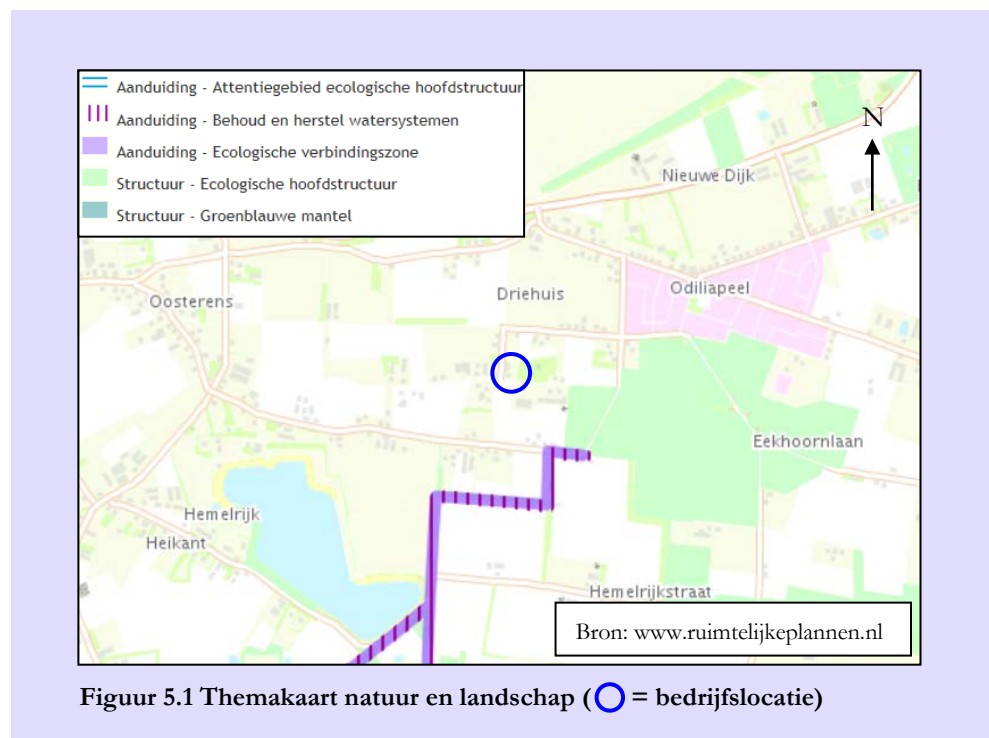 Aanduiding - Attentiegebied ecologische hoofdstructuur
Aanduiding - Behoud en herstel watersystemen
Aanduiding - Ecologische verbindingszone
Structuur - Ecologische hoofdstructuur
Structuur - Groenblauwe mantel
N
Nieuwe Dijk
Oosterens
Driehuis
Odiliapeel
Eekhoornlaan
Hemelrijk
Heikant
Hemelrijkstraat
Bron: www.ruimtelijkeplannen.nl
Figuur 5.1 Themakaart natuur en landschap ( = bedrijfslocatie)